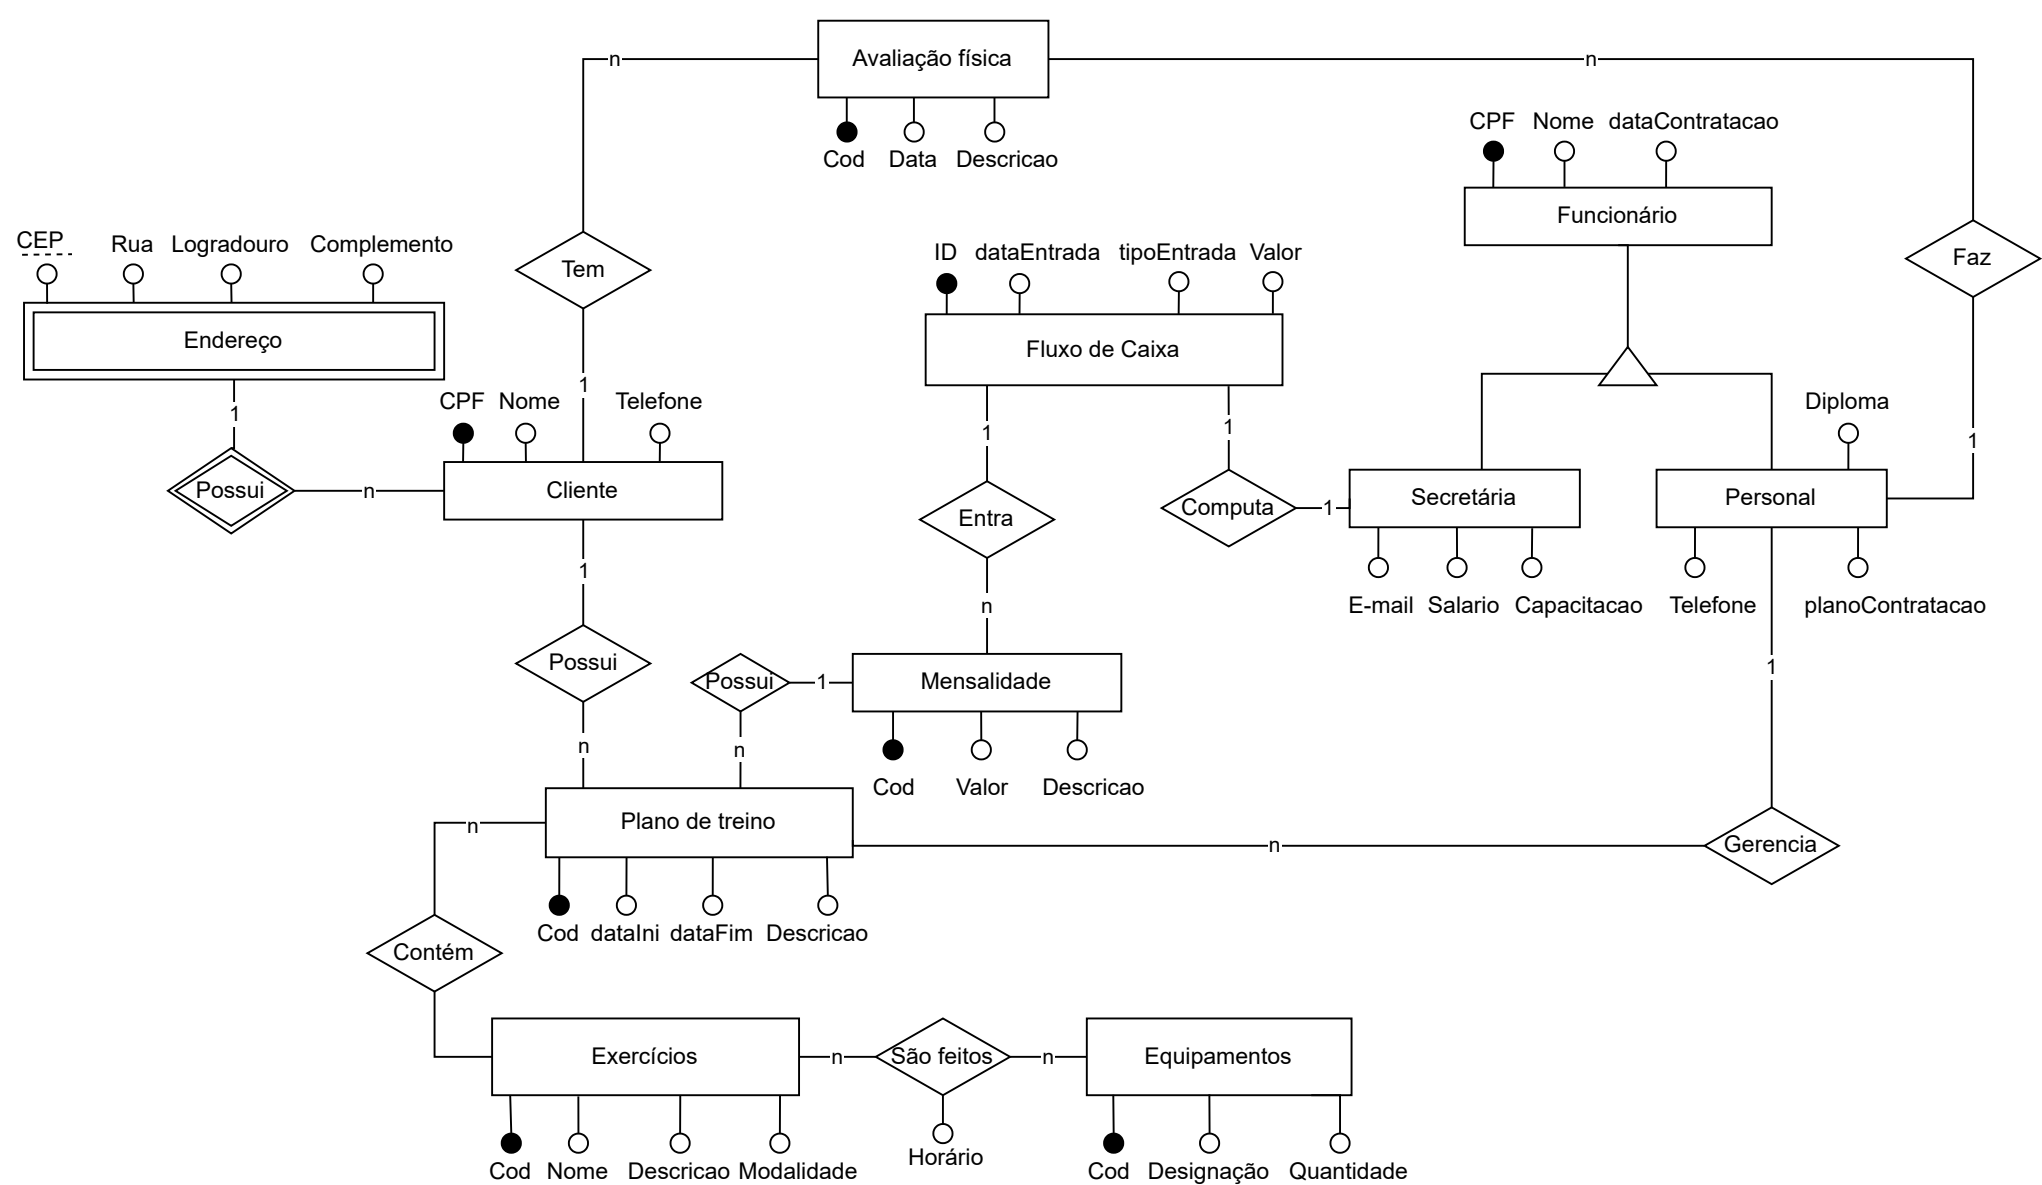 n
Avaliação física
n
Cod
Data
Descricao
CPF
Nome
dataContratacao
Funcionário
CEP
Rua
Logradouro
Complemento
Endereço
Tem
ID
dataEntrada
tipoEntrada
Valor
Fluxo de Caixa
Faz
1
1
CPF
Nome
Telefone
1
1
Diploma
1
Possui
n
Cliente
Entra
Computa
1
Secretária
Personal
1
n
E-mail
Salario
Capacitacao
Telefone
planoContratacao
Possui
Possui
1
Mensalidade
1
n
n
Cod
Valor
Descricao
n
Plano de treino
n
Gerencia
Cod
dataIni
dataFim
Descricao
Contém
Exercícios
n
São feitos
n
Equipamentos
Horário
Cod
Nome
Descricao
Modalidade
Cod
Designação
Quantidade